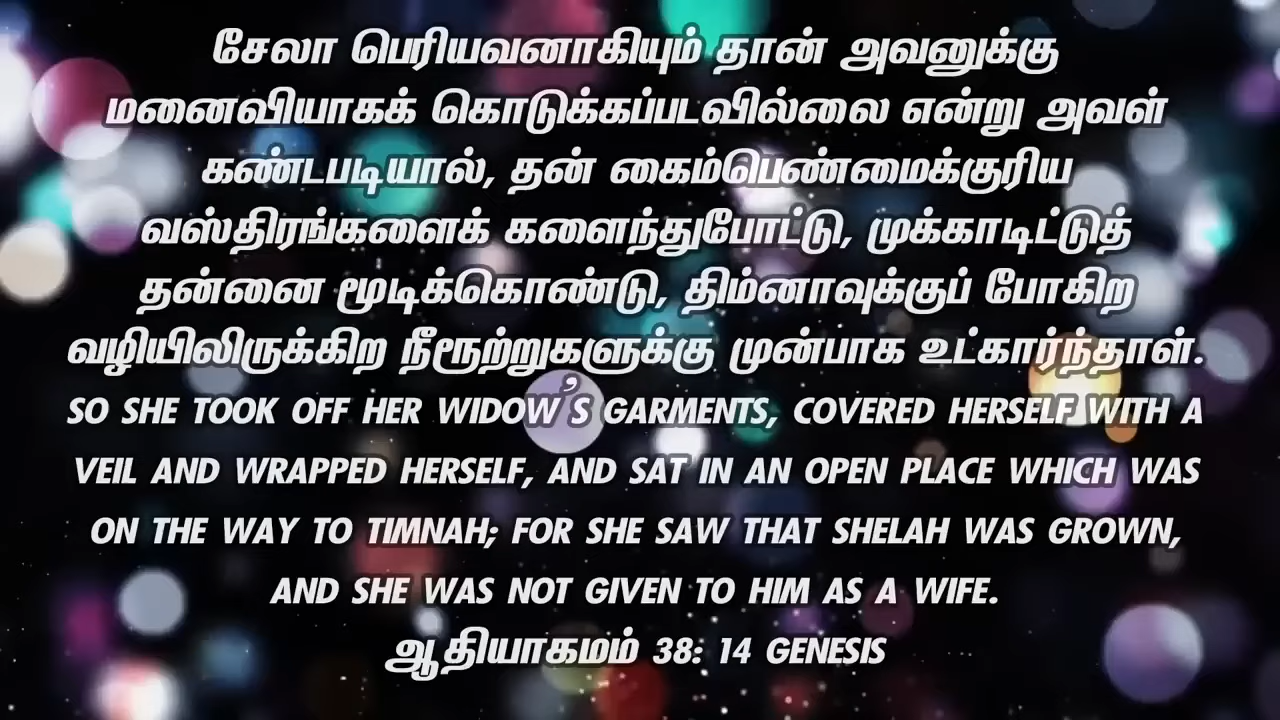 சேலா பெரியவனாகியும் தான் அவனுக்கு
மனைவியாகக் கொடுக்கப்படவில்லை என்று அவள்
கண்டபடியால், தன் கைம்பெண்மைக்குரிய
வஸ்திரங்களைக் களைந்துபோட்டு, முக்காடிட்டுத்
தன்னை மூடிக்கொண்டு, திம்னாவுக்குப் போகிற
வழியிலிருக்கிற நீரூற்றுகளுக்கு முன்பாக உட்கார்ந்தாள்.
SO SHE TOOK OFF HER WIDOW'S GARMENTS, COVERED HERSELF WITH A
VEIL AND WRAPPED HERSELF, AND SAT IN AN OPEN PLACE WHICH WAS
ON THE WAY TO TIMNAH; FOR SHE SAW THAT SHELAH WAS GROWN,
AND SHE WAS NOT GIVEN TO HIM AS A WIFE.
ஆதியாகமம் 38: 14 GENESIS